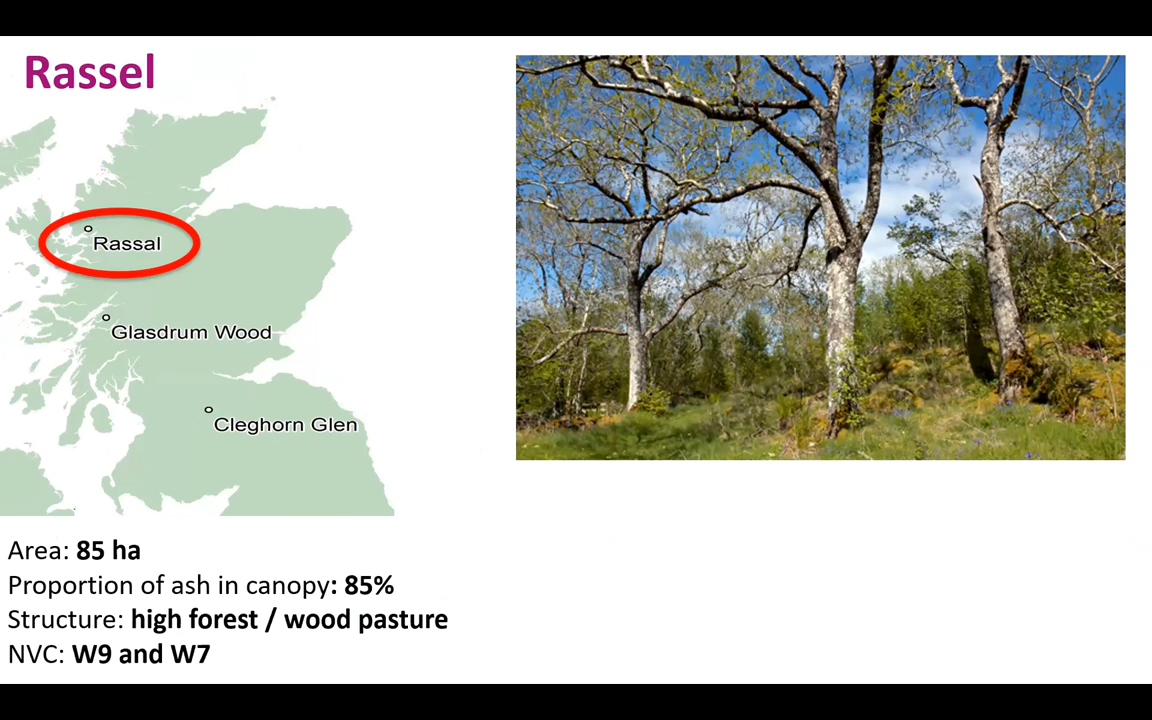 Rassel
Rassal
Glasdrum Wood
Cleghorn Glen
Area: 85 ha
Proportion of ash in canopy: 85%
Structure: high forest / wood pasture
NVC: W9 and W7